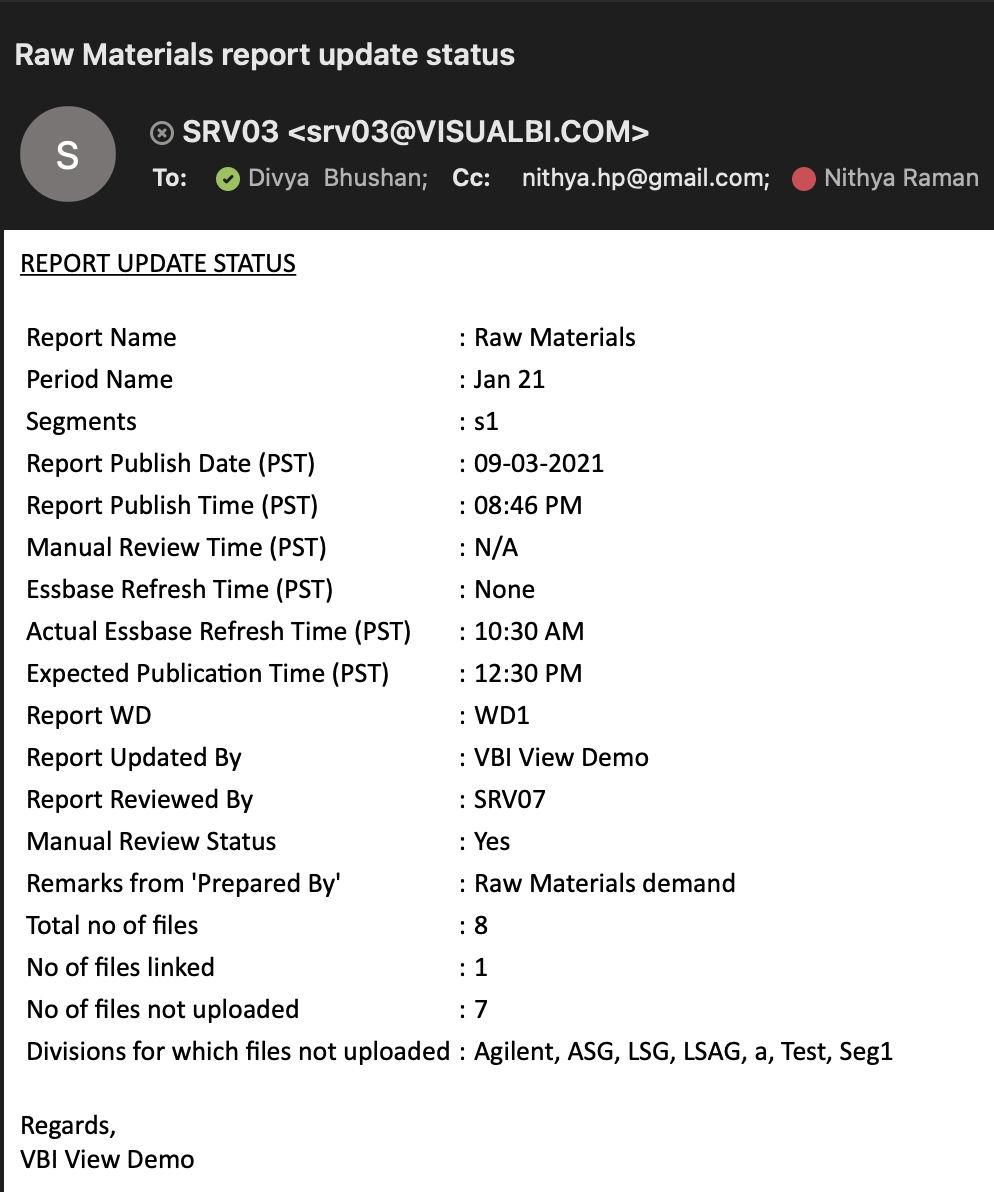 Raw Materials report update status
S
SRV03 <srv03@VISUALBI.COM>
To: Divya Bhushan; Cc: nithya.hp@gmail.com; Nithya Raman
REPORT UPDATE STATUS
Report Name : Raw Materials
Period Name : Jan 21
Segments : s1
Report Publish Date (PST) : 09-03-2021
Report Publish Time (PST) : 08:46 PM
Manual Review Time (PST) : N/A
Essbase Refresh Time (PST) : None
Actual Essbase Refresh Time (PST) : 10:30 AM
Expected Publication Time (PST) : 12:30 PM
Report WD : WD1
Report Updated By : VBI View Demo
Report Reviewed By : SRV07
Manual Review Status : Yes
Remarks from 'Prepared By' : Raw Materials demand
Total no of files : 8
No of files linked : 1
No of files not uploaded : 7
Divisions for which files not uploaded : Agilent, ASG, LSG, LSAG, a, Test, Seg1
Regards,
VBI View Demo